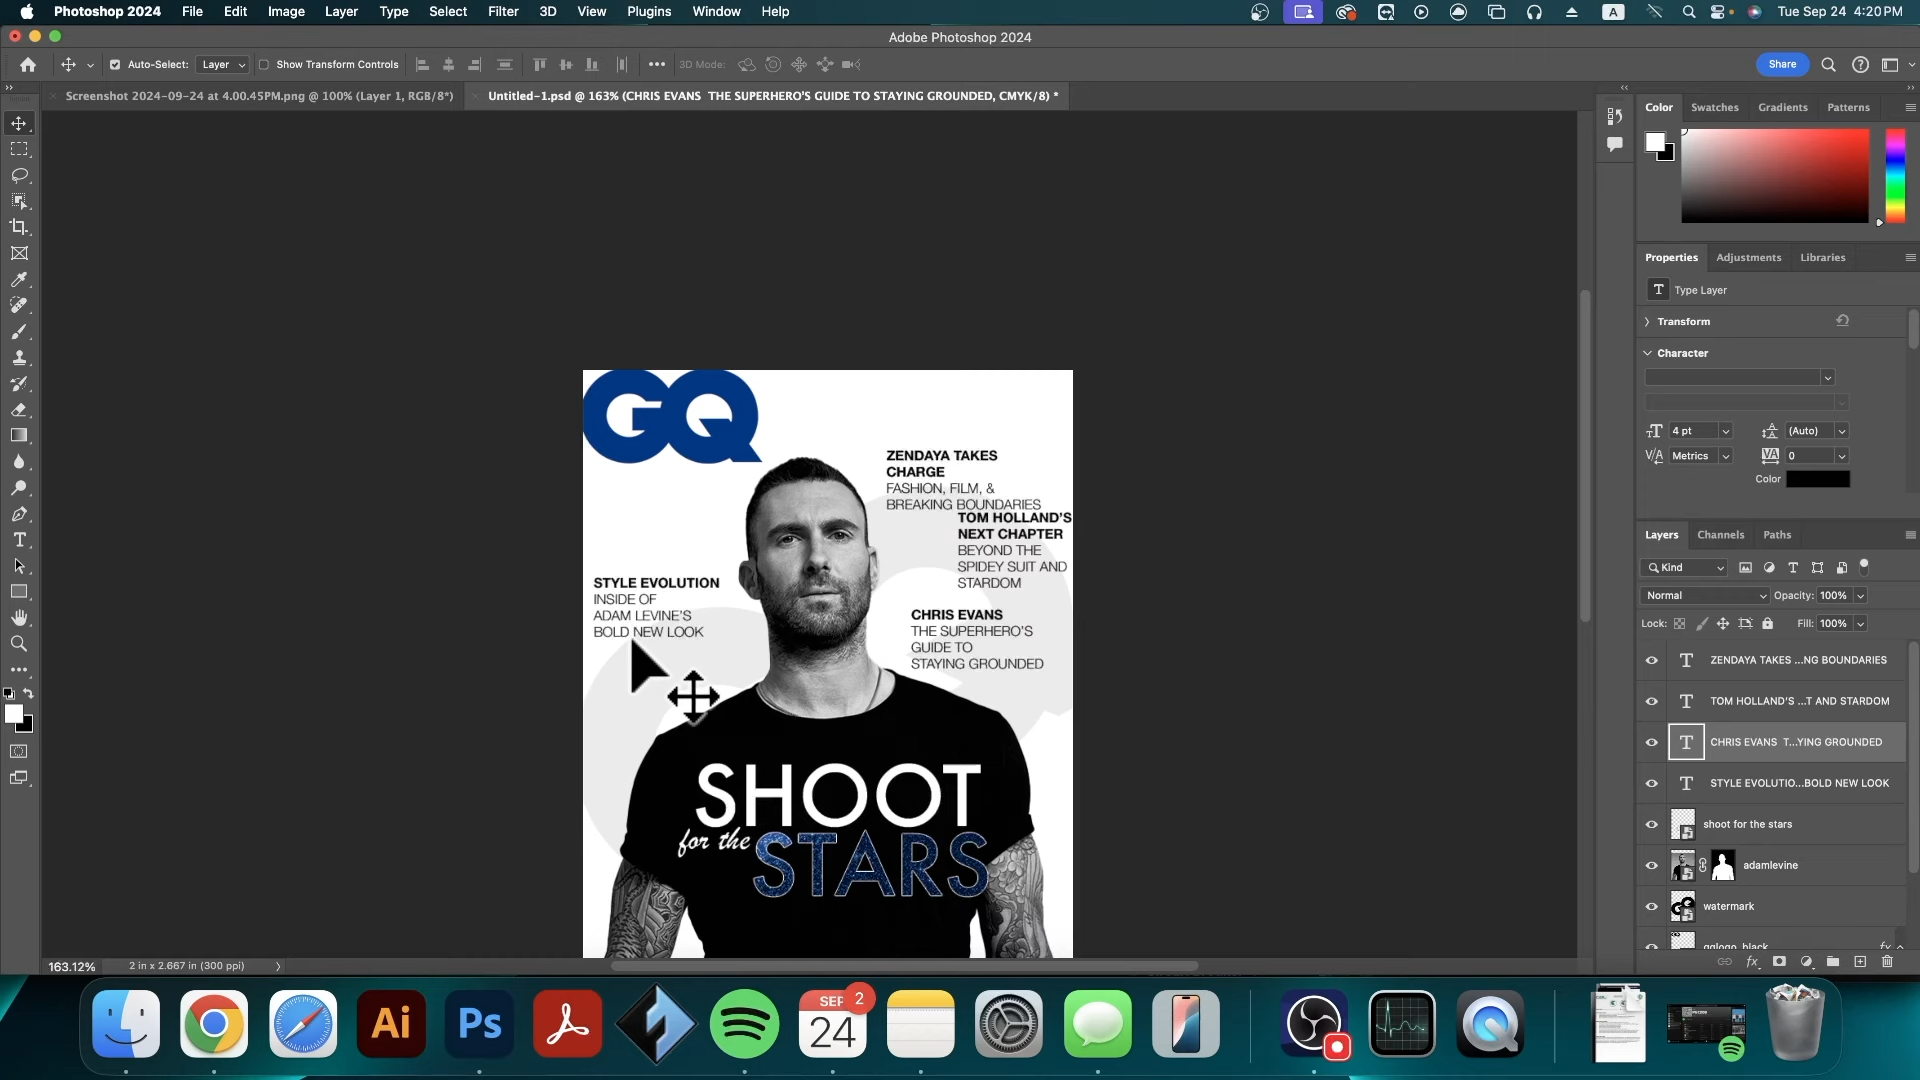 Photoshop 2024 File Edit Image Layer Type Select Filter 3D View Plugins Window Help A Tue Sep 24 4:20 PM
Adobe Photoshop 2024
Auto-Select: Layer Show Transform Controls 3D Mode: Share
Screenshot 2024-09-24 at 4.00.45PM.png @ 100% (Layer 1, RGB/8*)
Untitled-1.psd @ 163% (CHRIS EVANS THE SUPERHERO'S GUIDE TO STAYING GROUNDED, CMYK/8) *
GQ
ZENDAYA TAKES
CHARGE
FASHION, FILM, &
BREAKING BOUNDARIES
TOM HOLLAND'S
NEXT CHAPTER
BEYOND THE
SPIDEY SUIT AND
STARDOM
STYLE EVOLUTION
INSIDE OF
ADAM LEVINE'S
BOLD NEW LOOK
CHRIS EVANS
THE SUPERHERO'S
GUIDE TO
STAYING GROUNDED
SHOOT
for the
STARS
163.12% 2 in x 2.667 in (300 ppi)
Color Swatches Gradients Patterns
Properties Adjustments Libraries
T Type Layer
Transform
Character
4 pt (Auto)
Metrics 0
Color
Layers Channels Paths
Kind
Normal Opacity: 100%
Lock: Fill: 100%
T ZENDAYA TAKES ...NG BOUNDARIES
T TOM HOLLAND'S ...T AND STARDOM
T CHRIS EVANS T...YING GROUNDED
T STYLE EVOLUTIO...BOLD NEW LOOK
shoot for the stars
adamlevine
watermark
gqlogo_black fx
fx
Ai
Ps
SEP 2
24